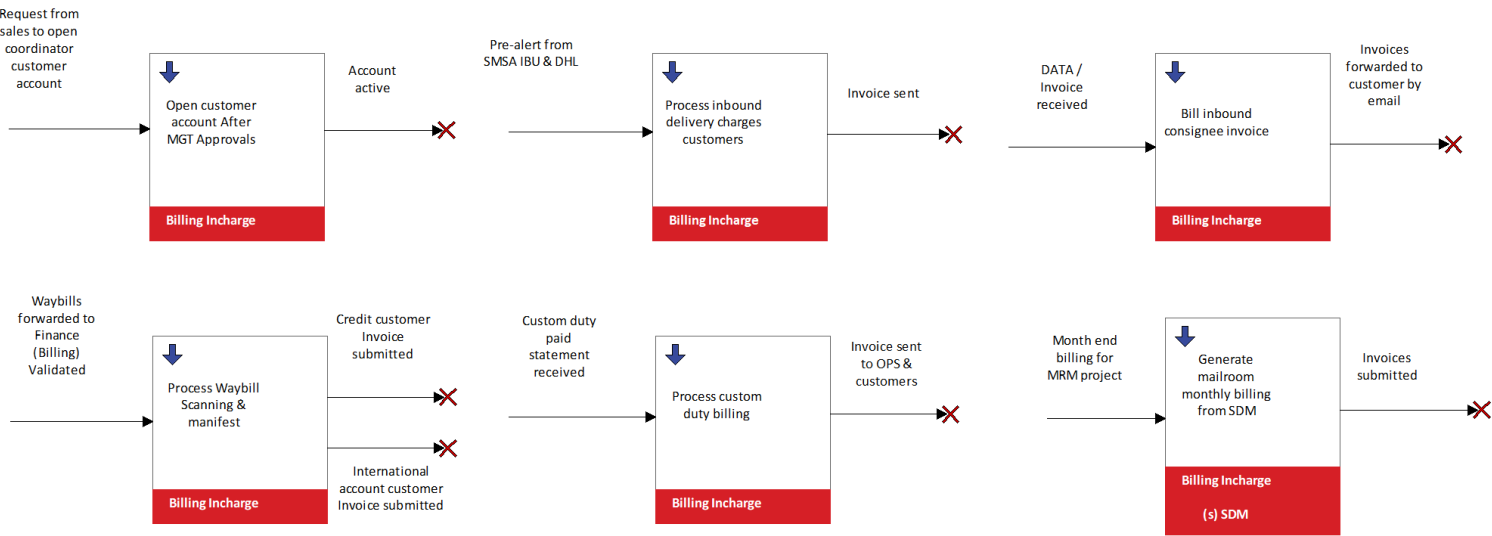 Request from
sales to open
coordinator
customer
account
Open customer
account After
MGT Approvals
Billing Incharge
Account
active
Pre-alert from
SMSA IBU & DHL
Process inbound
delivery charges
customers
Billing Incharge
Invoice sent
DATA /
Invoice
received
Bill inbound
consignee invoice
Billing Incharge
Invoices
forwarded to
customer by
email
Waybills
forwarded to
Finance
(Billing)
Validated
Process Waybill
Scanning &
manifest
Billing Incharge
Credit customer
Invoice
submitted
International
account customer
Invoice submitted
Custom duty
paid
statement
received
Process custom
duty billing
Billing Incharge
Invoice sent
to OPS &
customers
Month end
billing for
MRM project
Generate
mailroom
monthly billing
from SDM
Billing Incharge
(s) SDM
Invoices
submitted